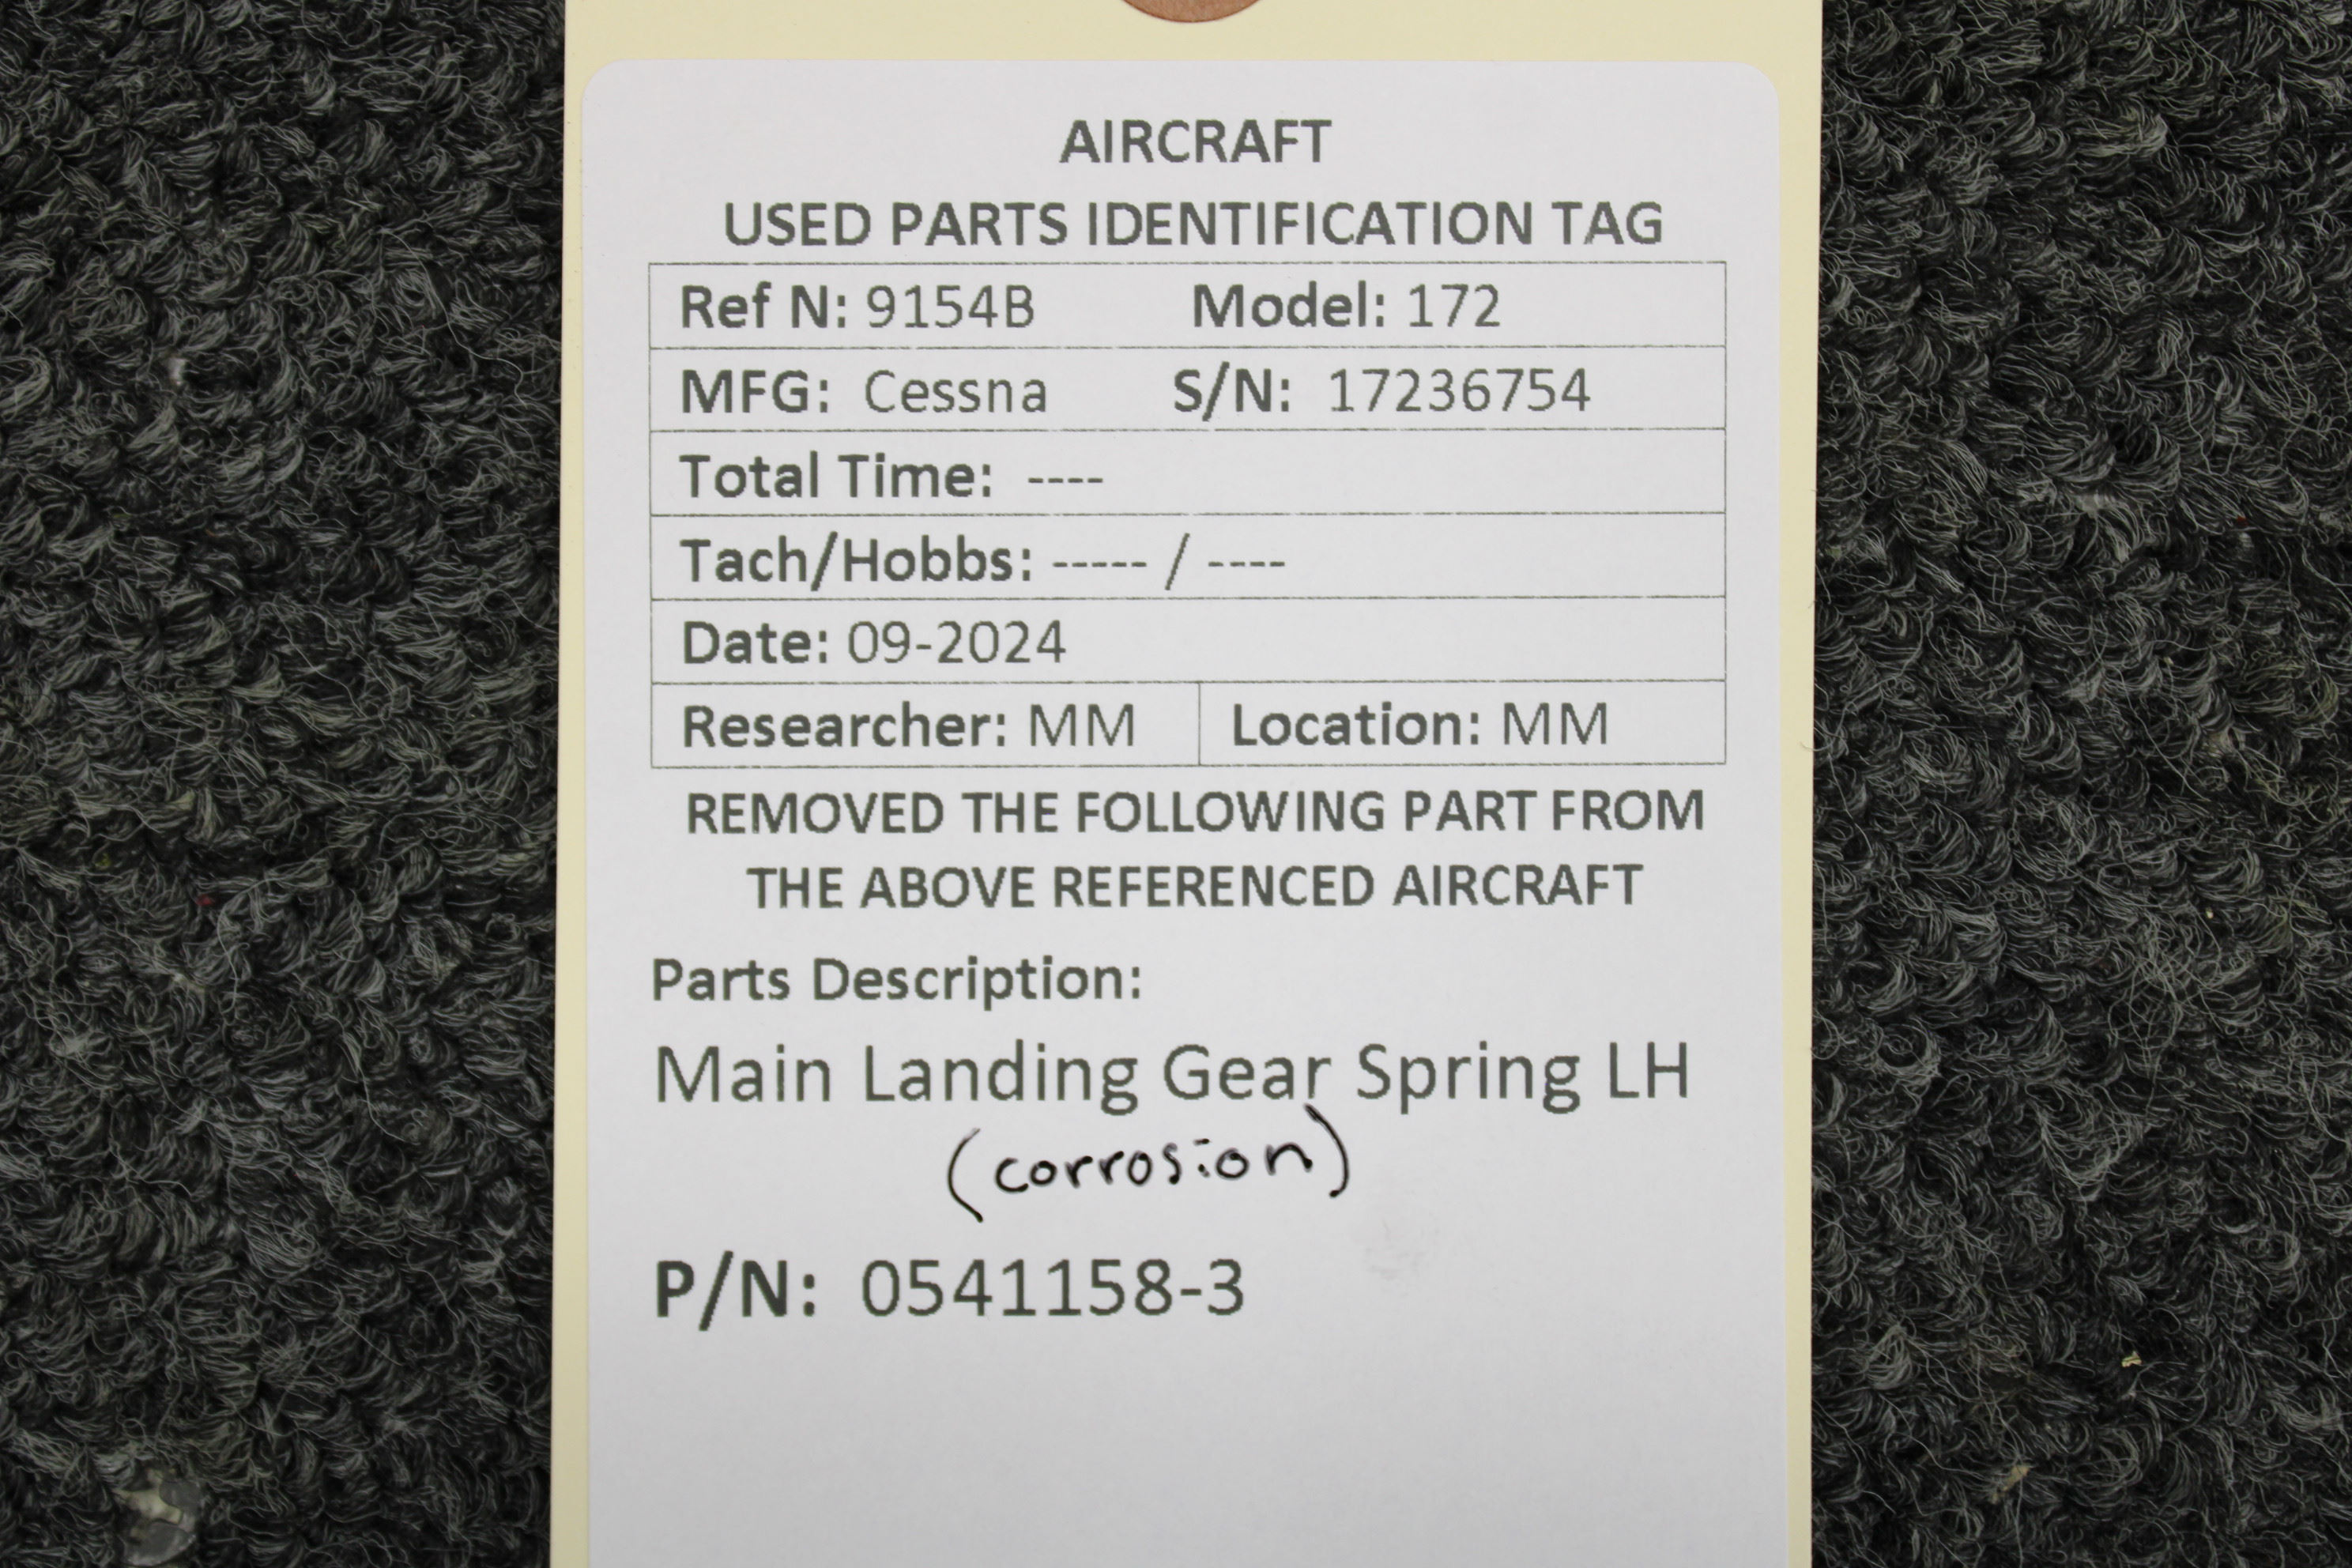 AIRCRAFT
USED PARTS IDENTIFICATION TAG
Ref N: 9154B Model: 172
MFG: Cessna S/N: 17236754
Total Time: ----
Tach/Hobbs: ----- / ----
Date: 09-2024
Researcher: MM Location: MM
REMOVED THE FOLLOWING PART FROM
THE ABOVE REFERENCED AIRCRAFT
Parts Description:
Main Landing Gear Spring LH
(corrosion)
P/N: 0541158-3